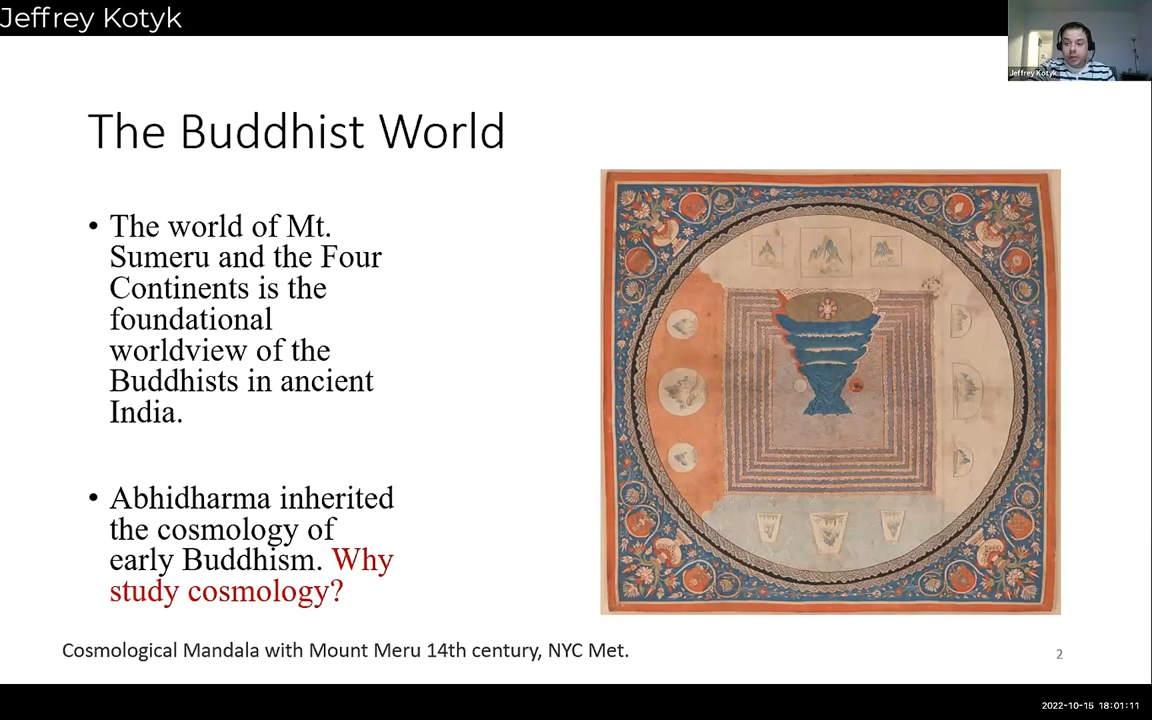 Jeffrey Kotyk
Jeffrey Kotyk
The Buddhist World
• The world of Mt.
Sumeru and the Four
Continents is the
foundational
worldview of the
Buddhists in ancient
India.
• Abhidharma inherited
the cosmology of
early Buddhism. Why
study cosmology?
Cosmological Mandala with Mount Meru 14th century, NYC Met.
2
2022-10-15 18:01:11